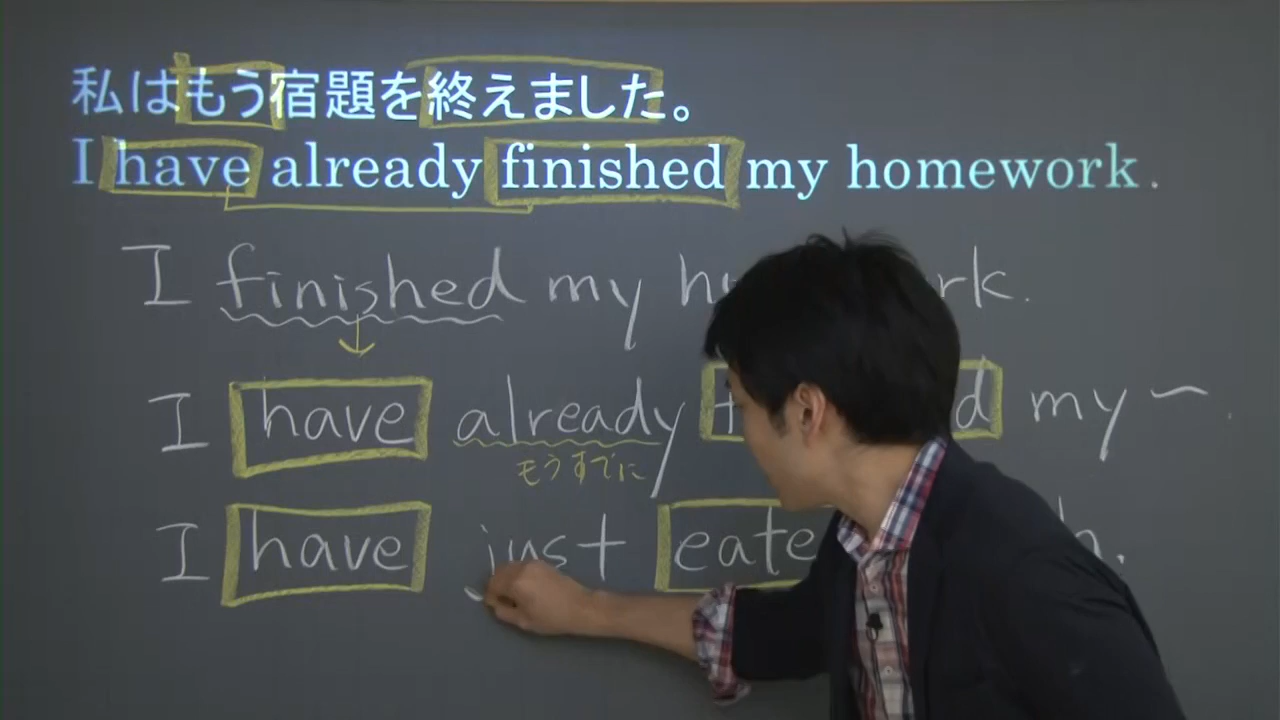 私はもう宿題を終えました。
I have already finished my homework.
I finished my
I have already my ~.
もうすでに
I have just